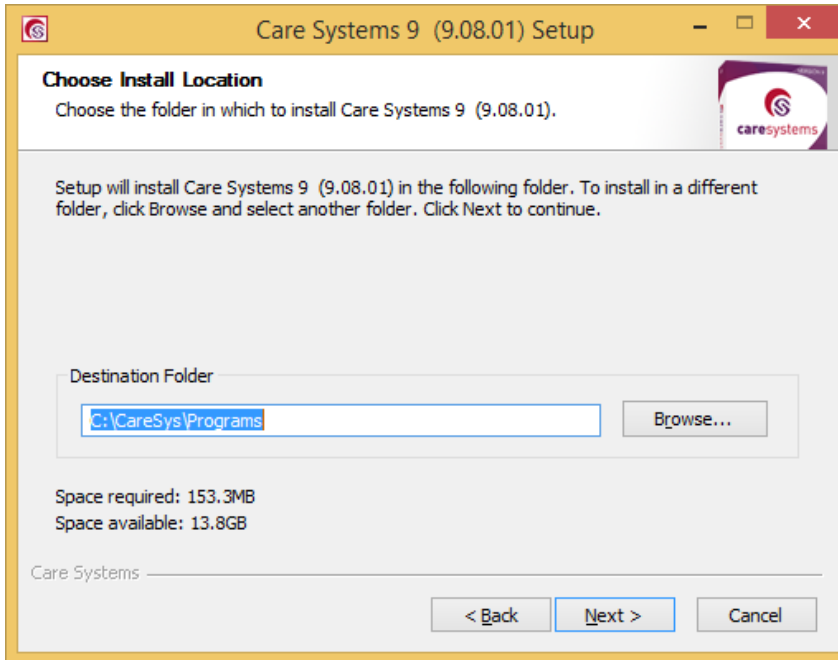 Care Systems 9 (9.08.01) Setup
Choose Install Location
Choose the folder in which to install Care Systems 9 (9.08.01).
caresystems
Setup will install Care Systems 9 (9.08.01) in the following folder. To install in a different
folder, click Browse and select another folder. Click Next to continue.
Destination Folder
C:\CareSys\Programs
Browse...
Space required: 153.3MB
Space available: 13.8GB
Care Systems
< Back
Next >
Cancel